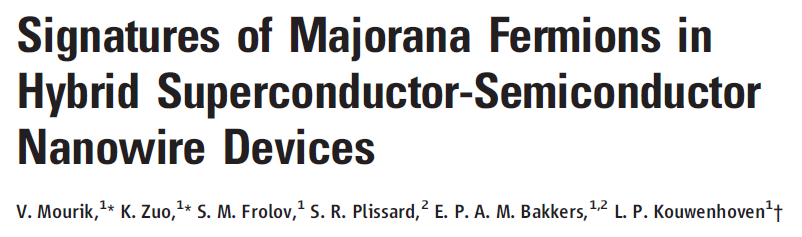 Signatures of Majorana Fermions in
Hybrid Superconductor-Semiconductor
Nanowire Devices
V. Mourik,¹* K. Zuo,¹* S. M. Frolov,¹ S. R. Plissard,² E. P. A. M. Bakkers,¹,² L. P. Kouwenhoven¹†